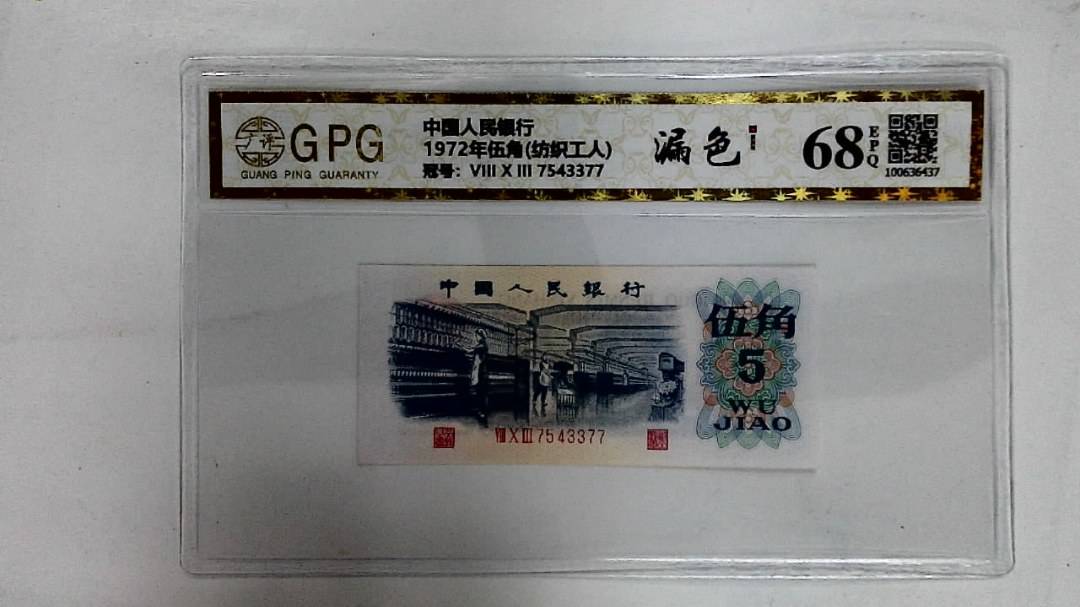 GPG
GUANG PING GUARANTY
中国人民银行
1972年伍角(纺织工人)
冠号: VIII X III 7543377
漏色
68
EPQ
100636437
中國人民銀行
伍角
5
WU
JIAO
VIII X III 7543377